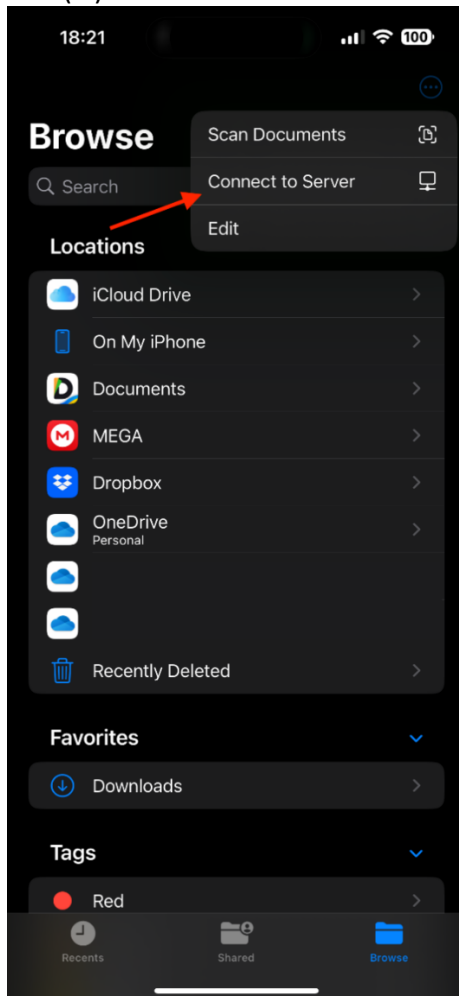 18:21
100
Browse
Scan Documents
Search
Connect to Server
Edit
Locations
iCloud Drive
On My iPhone
Documents
MEGA
Dropbox
OneDrive
Personal
Recently Deleted
Favorites
Downloads
Tags
Red
Recents
Shared
Browse